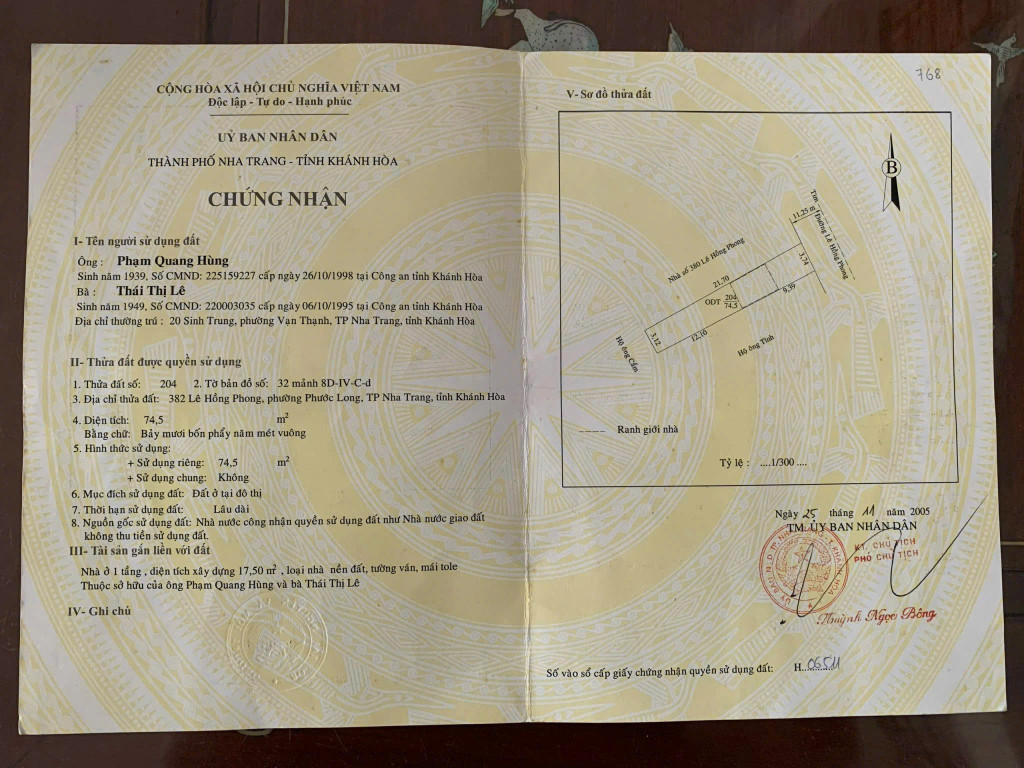 CỘNG HÒA XÃ HỘI CHỦ NGHĨA VIỆT NAM
Độc lập - Tự do - Hạnh phúc
UỶ BAN NHÂN DÂN
THÀNH PHỐ NHA TRANG - TỈNH KHÁNH HÒA
CHỨNG NHẬN
I- Tên người sử dụng đất
Ông : Phạm Quang Hùng
Sinh năm 1939, Số CMND: 225159227 cấp ngày 26/10/1998 tại Công an tỉnh Khánh Hòa
Bà : Thái Thị Lê
Sinh năm 1949, Số CMND: 220003035 cấp ngày 06/10/1995 tại Công an tỉnh Khánh Hòa
Địa chỉ thường trú : 20 Sinh Trung, phường Vạn Thạnh, TP Nha Trang, tỉnh Khánh Hòa
II- Thửa đất được quyền sử dụng
1. Thửa đất số: 204 2. Tờ bản đồ số: 32 mảnh 8D-IV-C-d
3. Địa chỉ thửa đất: 382 Lê Hồng Phong, phường Phước Long, TP Nha Trang, tỉnh Khánh Hòa
4. Diện tích: 74,5 m²
Bằng chữ: Bảy mươi bốn phẩy năm mét vuông
5. Hình thức sử dụng:
+ Sử dụng riêng: 74,5 m²
+ Sử dụng chung: Không
6. Mục đích sử dụng đất: Đất ở tại đô thị
7. Thời hạn sử dụng đất: Lâu dài
8. Nguồn gốc sử dụng đất: Nhà nước công nhận quyền sử dụng đất như Nhà nước giao đất
không thu tiền sử dụng đất.
III- Tài sản gắn liền với đất
Nhà ở 1 tầng , diện tích xây dựng 17,50 m² , loại nhà nền đất, tường ván, mái tole
Thuộc sở hữu của ông Phạm Quang Hùng và bà Thái Thị Lê
IV- Ghi chú
768
V- Sơ đồ thửa đất
B
Tim Đường Lê Hồng Phong
11,25 m
Nhà số 380 Lê Hồng Phong
3,74
21,70
9,39
ODT 204
74,5
3,12
12,16
Hộ ông Tĩnh
Hộ ông Cẩm
Ranh giới nhà
Tỷ lệ : ....1/300 ....
Ngày 25 tháng 11 năm 2005
TM. ỦY BAN NHÂN DÂN
KT. CHỦ TỊCH
PHÓ CHỦ TỊCH
Huỳnh Ngọc Bông
Số vào sổ cấp giấy chứng nhận quyền sử dụng đất: H.06511